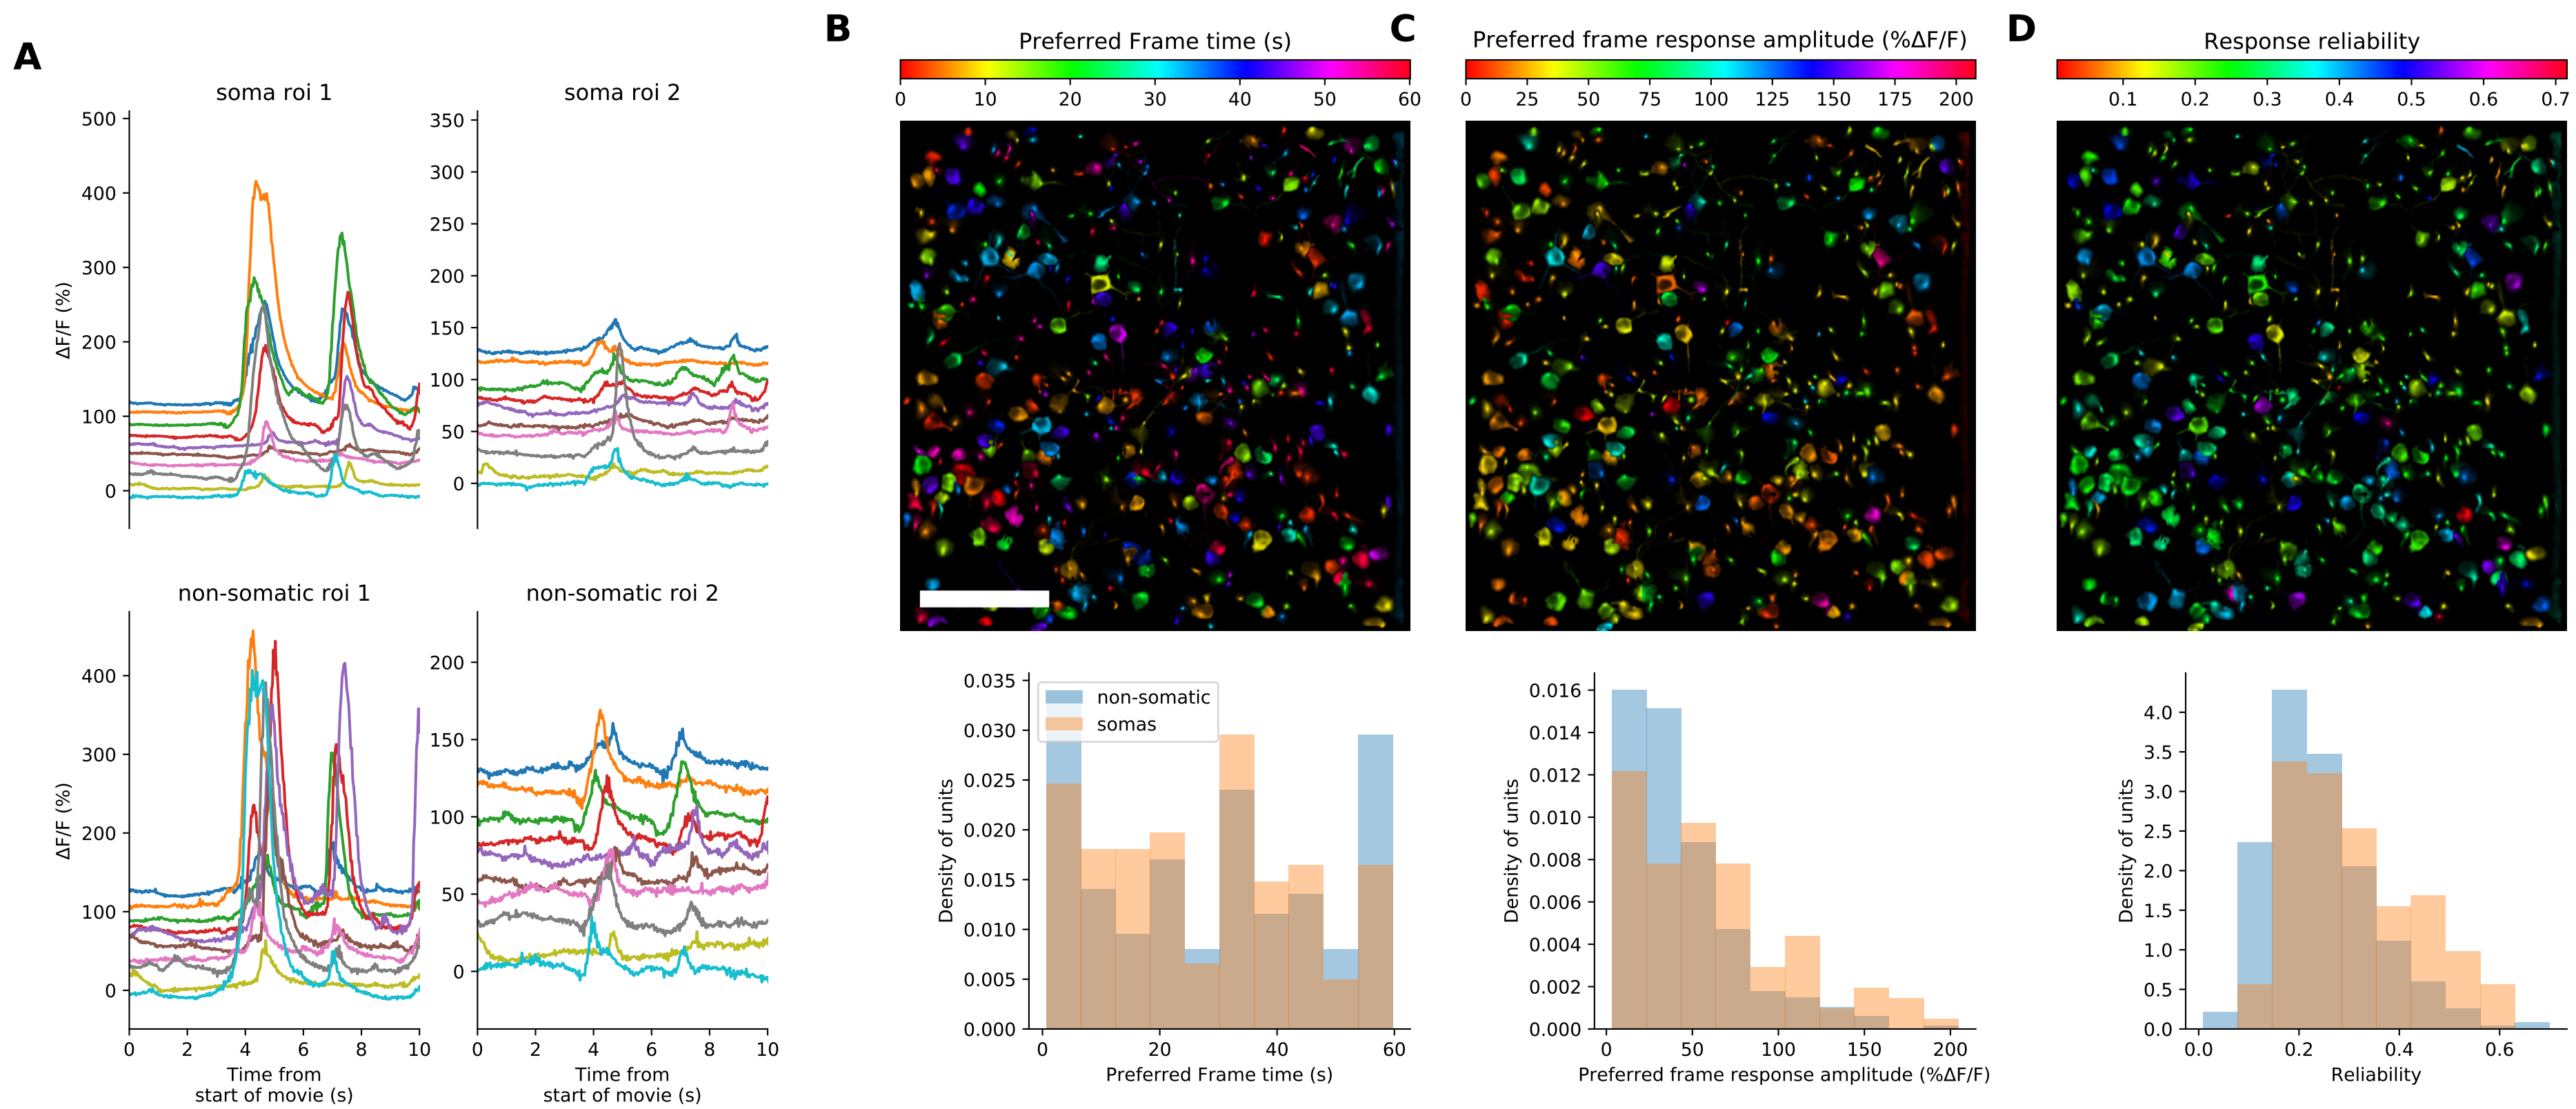 A
soma roi 1
soma roi 2
ΔF/F (%)
500
400
300
200
100
0
350
300
250
200
150
100
50
0
non-somatic roi 1
non-somatic roi 2
ΔF/F (%)
400
300
200
100
0
200
150
100
50
0
0 2 4 6 8 10
0 2 4 6 8 10
Time from
start of movie (s)
Time from
start of movie (s)
B
Preferred Frame time (s)
0 10 20 30 40 50 60
0.035
0.030
0.025
0.020
0.015
0.010
0.005
0.000
Density of units
non-somatic
somas
0 20 40 60
Preferred Frame time (s)
C
Preferred frame response amplitude (%ΔF/F)
0 25 50 75 100 125 150 175 200
0.016
0.014
0.012
0.010
0.008
0.006
0.004
0.002
0.000
Density of units
0 50 100 150 200
Preferred frame response amplitude (%ΔF/F)
D
Response reliability
0.1 0.2 0.3 0.4 0.5 0.6 0.7
4.0
3.5
3.0
2.5
2.0
1.5
1.0
0.5
0.0
Density of units
0.0 0.2 0.4 0.6
Reliability